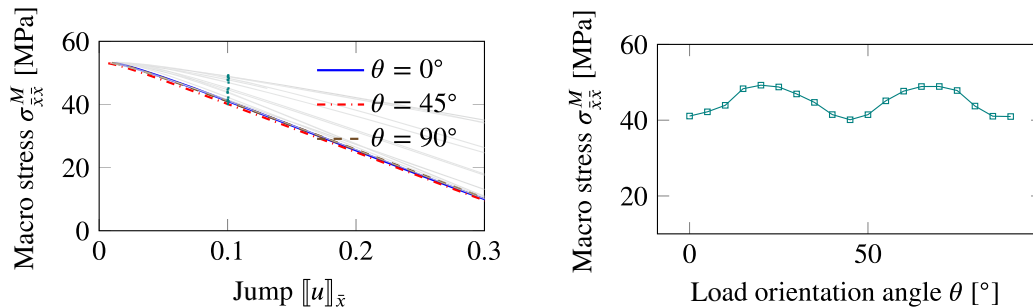 Macro stress σ^M_{x̄x̄} [MPa]
60
40
20
0
θ = 0°
θ = 45°
θ = 90°
0
0.1
0.2
0.3
Jump ⟦u⟧_x̄
Macro stress σ^M_{x̄x̄} [MPa]
60
40
20
0
50
Load orientation angle θ [°]